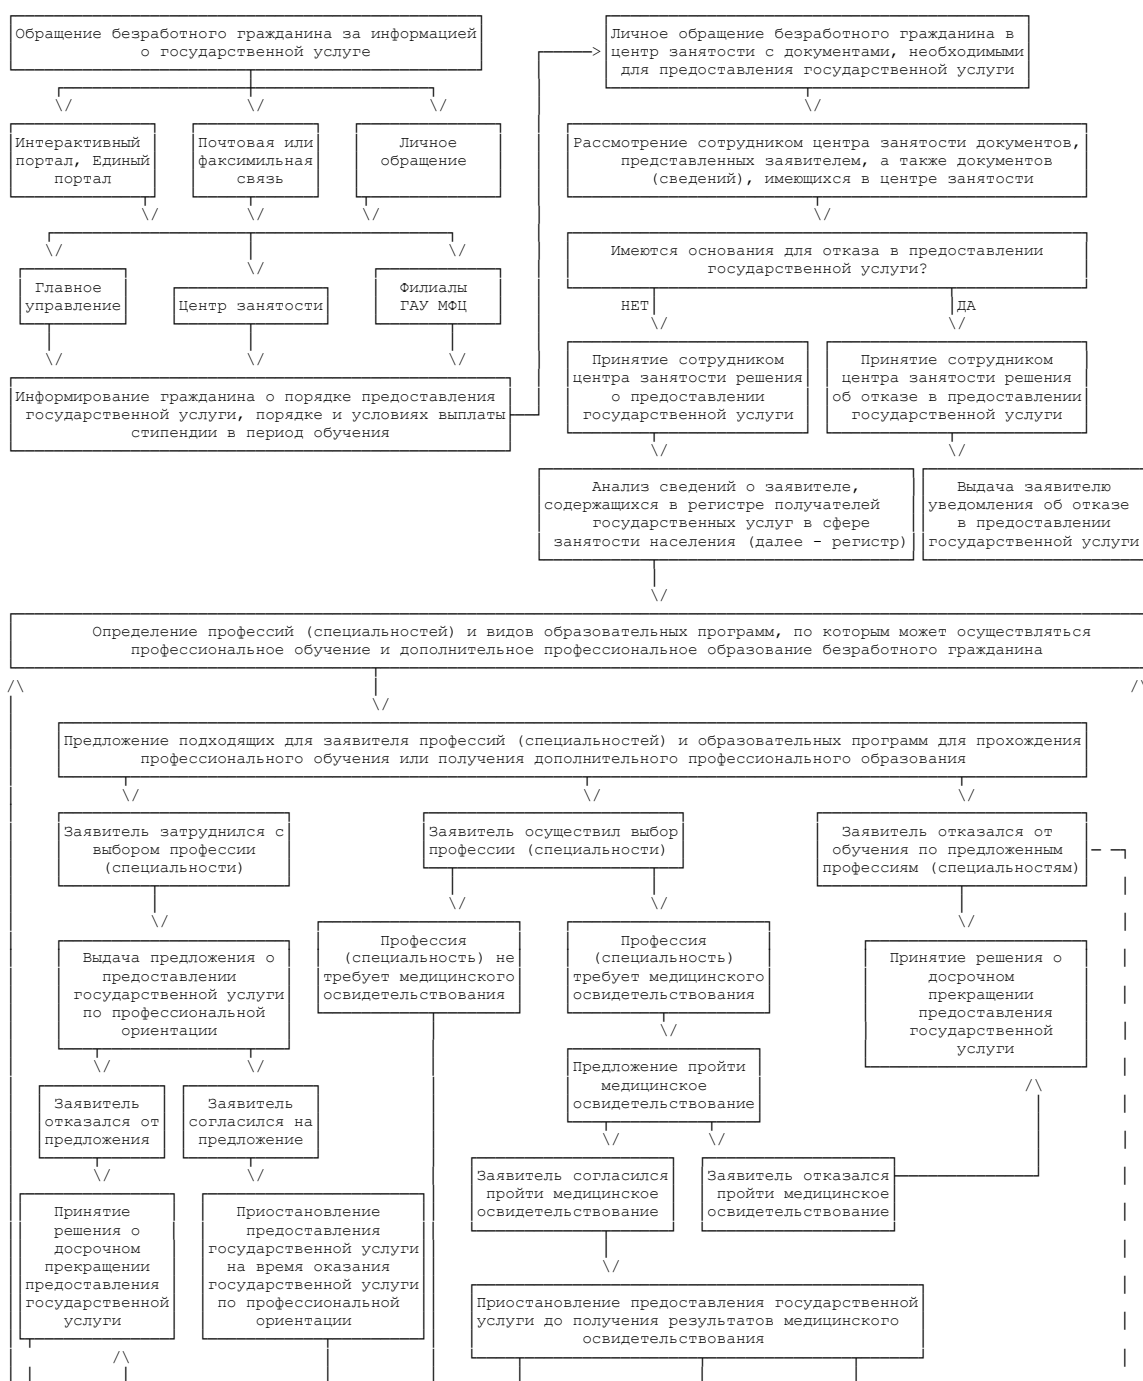 Обращение безработного гражданина за информацией
о государственной услуге
Личное обращение безработного гражданина в
центр занятости с документами, необходимыми
для предоставления государственной услуги
Интерактивный
портал, Единый
портал
Почтовая или
факсимильная
связь
Личное
обращение
Рассмотрение сотрудником центра занятости документов,
представленных заявителем, а также документов
(сведений), имеющихся в центре занятости
Главное
управление
Центр занятости
Филиалы
ГАУ МФЦ
Имеются основания для отказа в предоставлении
государственной услуги?
НЕТ
ДА
Информирование гражданина о порядке предоставления
государственной услуги, порядке и условиях выплаты
стипендии в период обучения
Принятие сотрудником
центра занятости решения
о предоставлении
государственной услуги
Принятие сотрудником
центра занятости решения
об отказе в предоставлении
государственной услуги
Анализ сведений о заявителе,
содержащихся в регистре получателей
государственных услуг в сфере
занятости населения (далее - регистр)
Выдача заявителю
уведомления об отказе
в предоставлении
государственной услуги
Определение профессий (специальностей) и видов образовательных программ, по которым может осуществляться
профессиональное обучение и дополнительное профессиональное образование безработного гражданина
Предложение подходящих для заявителя профессий (специальностей) и образовательных программ для прохождения
профессионального обучения или получения дополнительного профессионального образования
Заявитель затруднился с
выбором профессии
(специальности)
Заявитель осуществил выбор
профессии (специальности)
Заявитель отказался от
обучения по предложенным
профессиям (специальностям)
Выдача предложения о
предоставлении
государственной услуги
по профессиональной
ориентации
Профессия
(специальность) не
требует медицинского
освидетельствования
Профессия
(специальность)
требует медицинского
освидетельствования
Принятие решения о
досрочном
прекращении
предоставления
государственной
услуги
Предложение пройти
медицинское
освидетельствование
Заявитель
отказался от
предложения
Заявитель
согласился на
предложение
Заявитель согласился
пройти медицинское
освидетельствование
Заявитель отказался
пройти медицинское
освидетельствование
Принятие
решения о
досрочном
прекращении
предоставления
государственной
услуги
Приостановление
предоставления
государственной услуги
на время оказания
государственной услуги
по профессиональной
ориентации
Приостановление предоставления государственной
услуги до получения результатов медицинского
освидетельствования